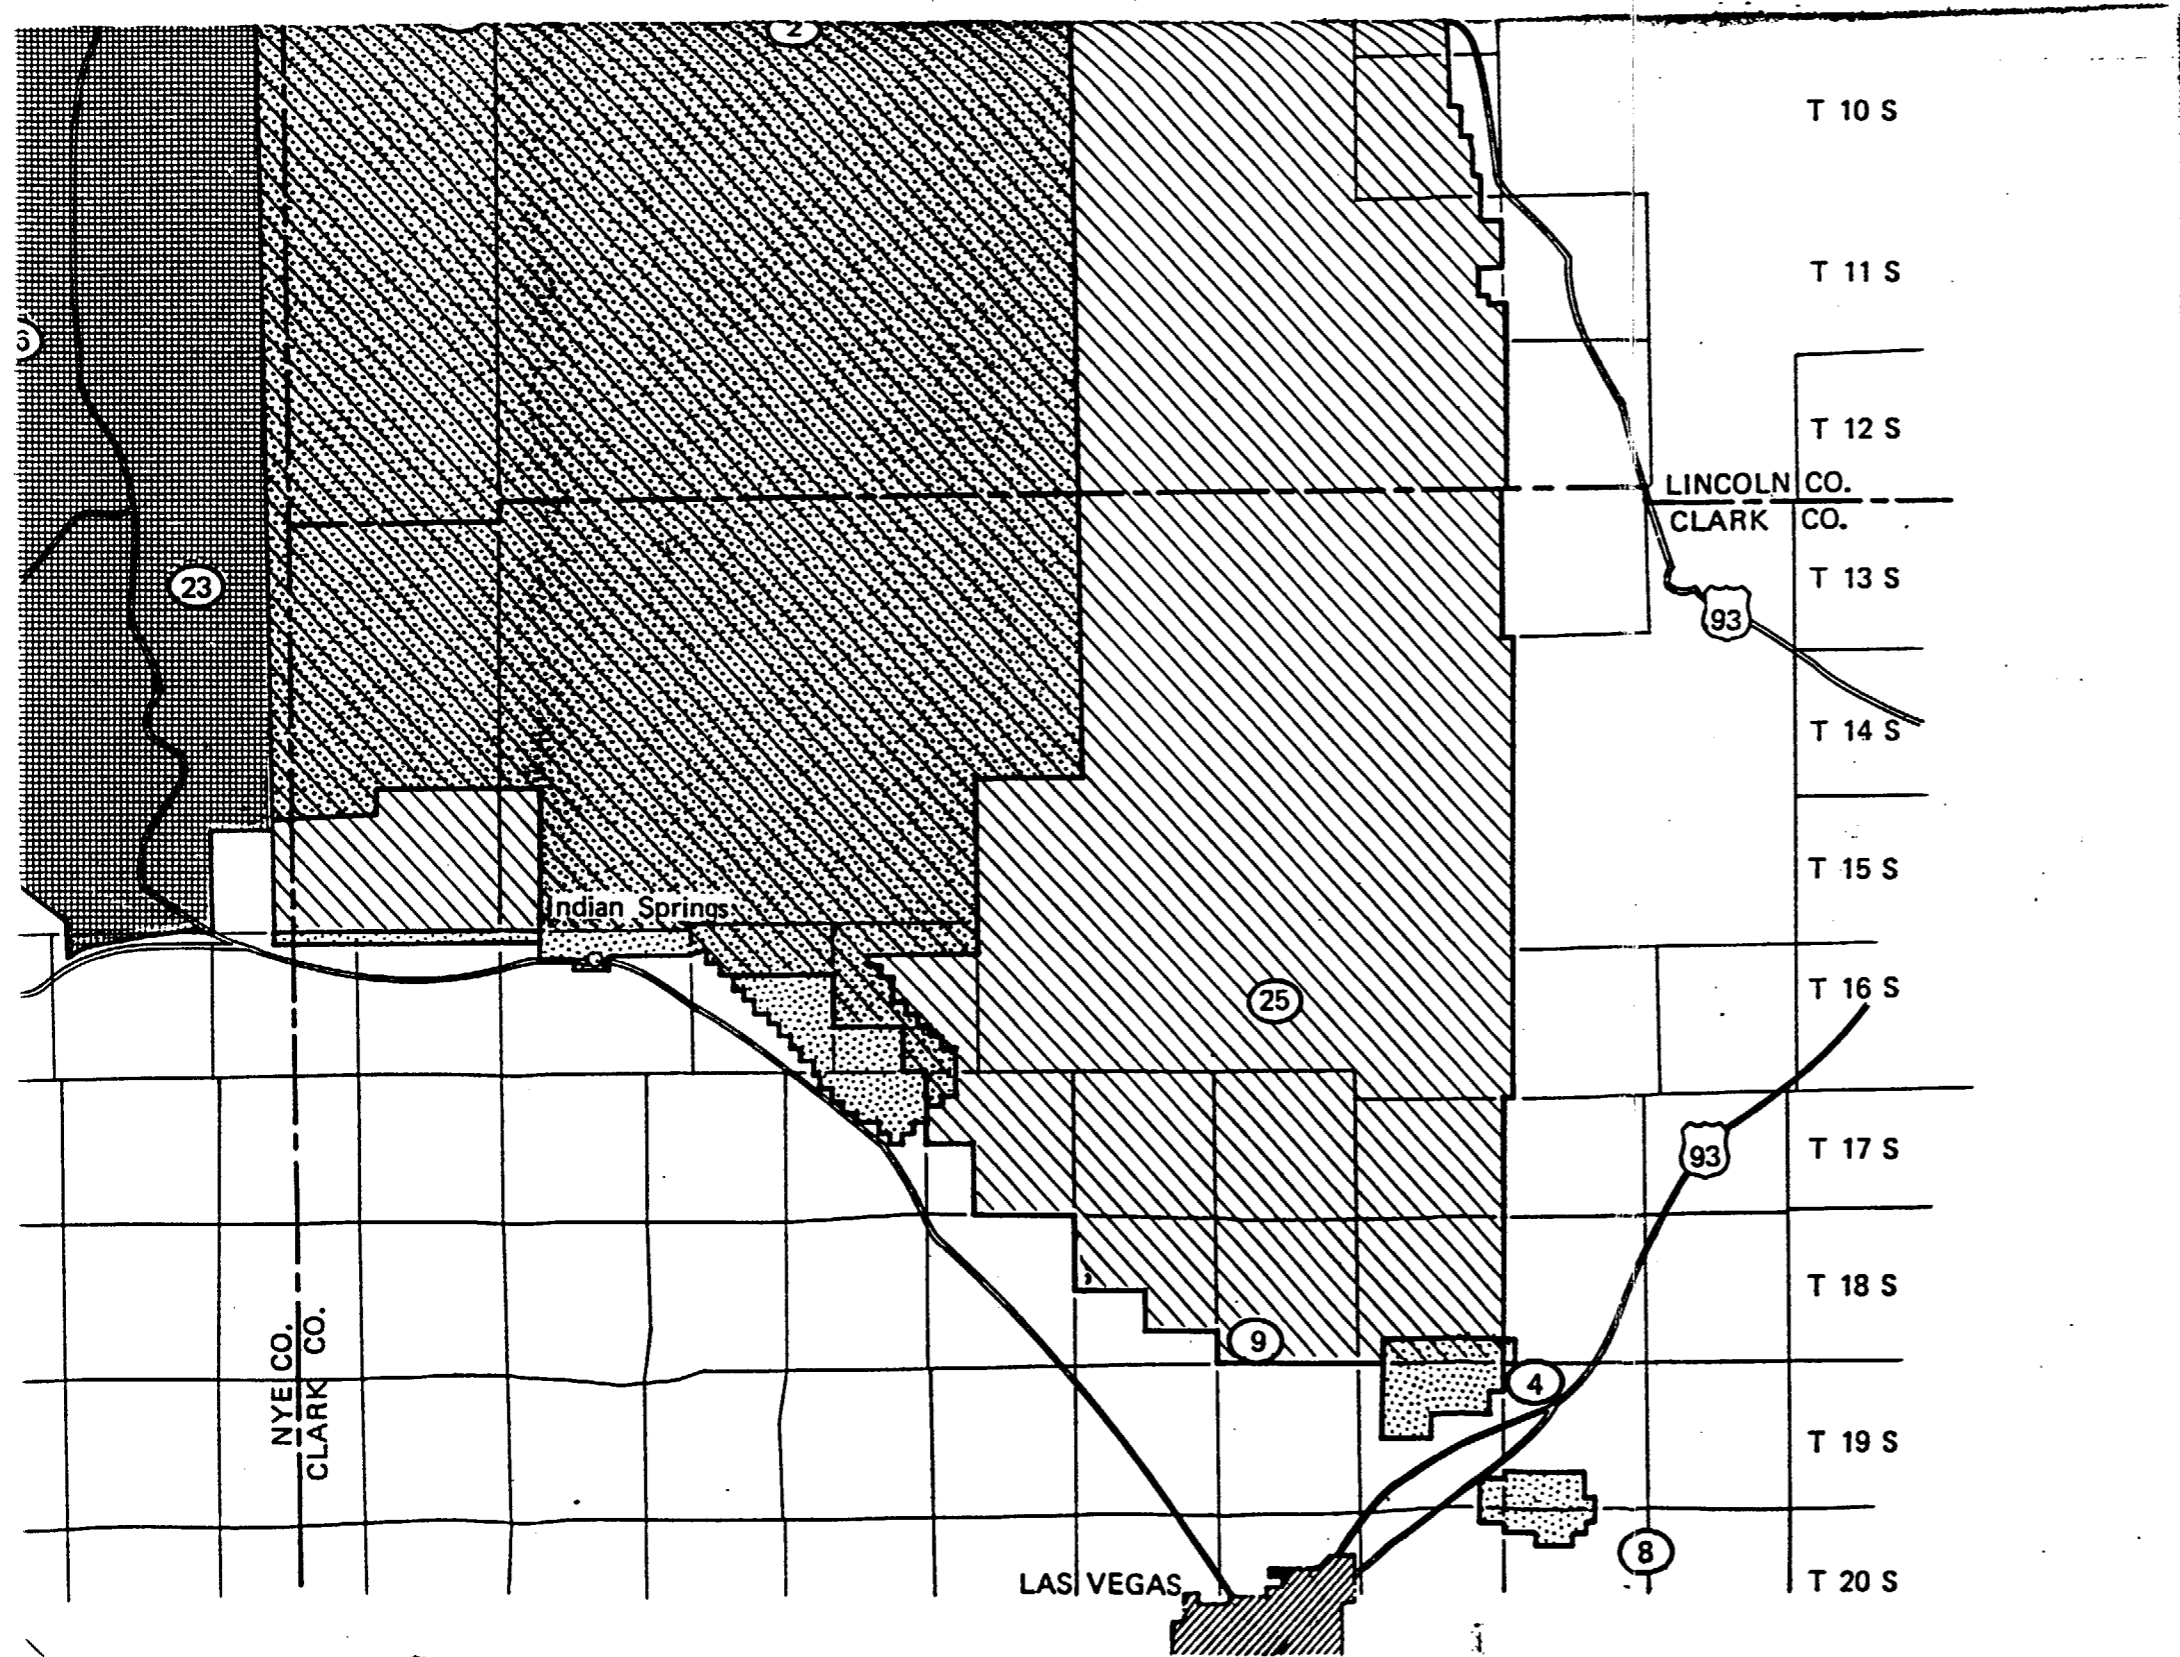 2
T 10 S
T 11 S
T 12 S
LINCOLN CO.
CLARK CO.
23
T 13 S
93
T 14 S
T 15 S
Indian Springs
25
T 16 S
93
T 17 S
T 18 S
9
4
NYE CO.
CLARK CO.
T 19 S
8
LAS VEGAS
T 20 S